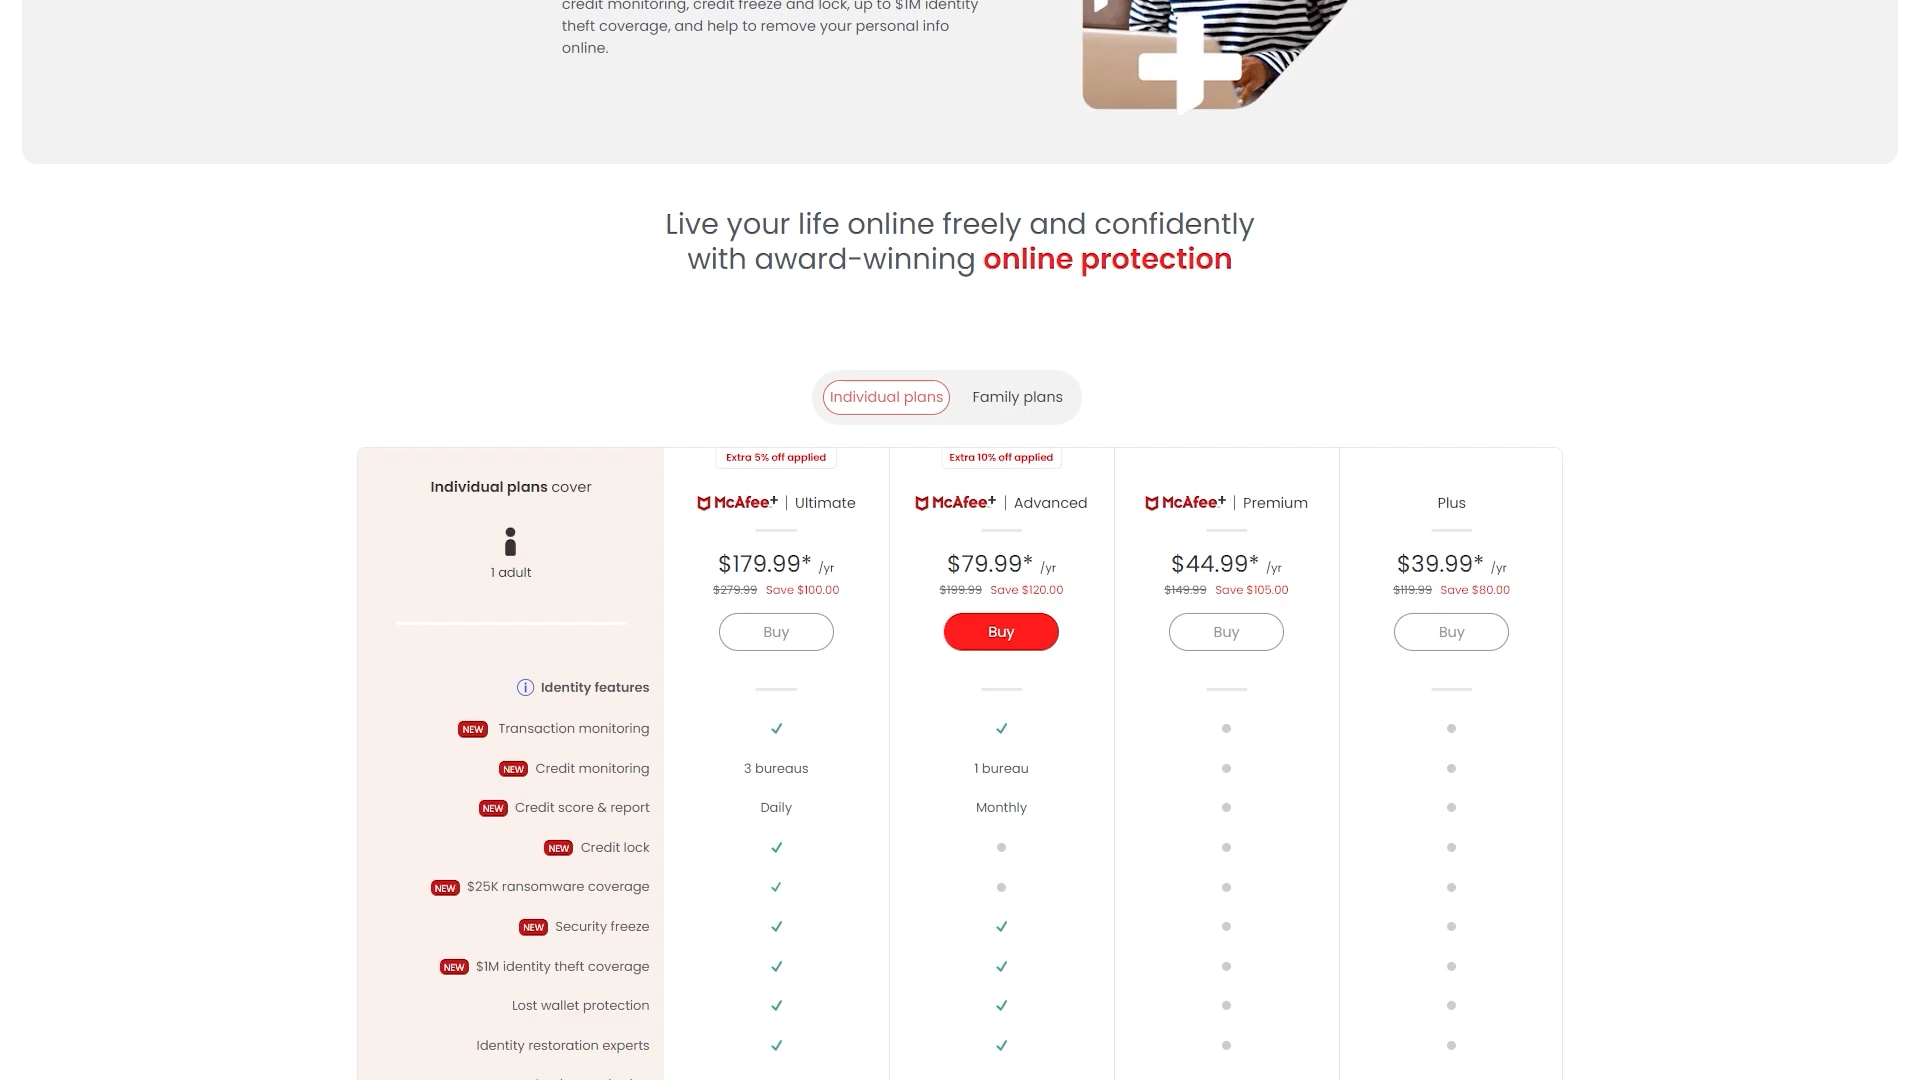 credit monitoring, credit freeze and lock, up to $1M identity
theft coverage, and help to remove your personal info
online.
Live your life online freely and confidently
with award-winning online protection
Individual plans Family plans
Extra 5% off applied Extra 10% off applied
Individual plans cover
McAfee+ | Ultimate McAfee+ | Advanced McAfee+ | Premium Plus
1 adult
$179.99* /yr $79.99* /yr $44.99* /yr $39.99* /yr
$279.99 Save $100.00 $199.99 Save $120.00 $149.99 Save $105.00 $119.99 Save $80.00
Buy Buy Buy Buy
Identity features
NEW Transaction monitoring
NEW Credit monitoring 3 bureaus 1 bureau
NEW Credit score & report Daily Monthly
NEW Credit lock
NEW $25K ransomware coverage
NEW Security freeze
NEW $1M identity theft coverage
Lost wallet protection
Identity restoration experts